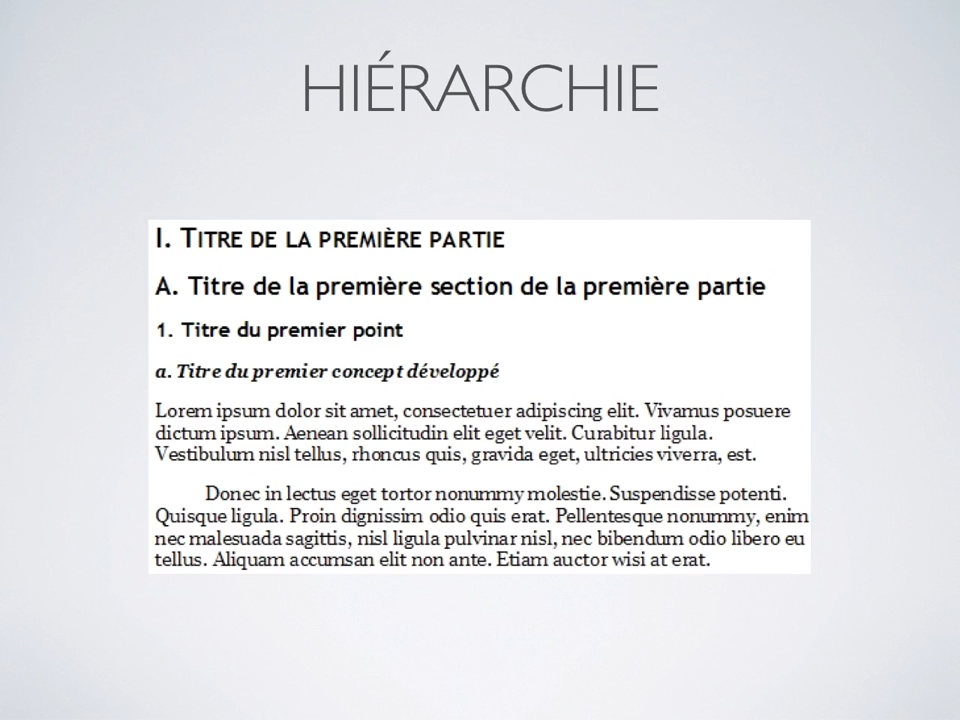 HIÉRARCHIE
I. TITRE DE LA PREMIÈRE PARTIE
A. Titre de la première section de la première partie
1. Titre du premier point
a. Titre du premier concept développé
Lorem ipsum dolor sit amet, consectetuer adipiscing elit. Vivamus posuere
dictum ipsum. Aenean sollicitudin elit eget velit. Curabitur ligula.
Vestibulum nisl tellus, rhoncus quis, gravida eget, ultricies viverra, est.
Donec in lectus eget tortor nonummy molestie. Suspendisse potenti.
Quisque ligula. Proin dignissim odio quis erat. Pellentesque nonummy, enim
nec malesuada sagittis, nisl ligula pulvinar nisl, nec bibendum odio libero eu
tellus. Aliquam accumsan elit non ante. Etiam auctor wisi at erat.